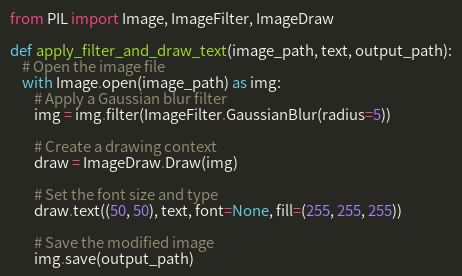 from PIL import Image, ImageFilter, ImageDraw

def apply_filter_and_draw_text(image_path, text, output_path):
    # Open the image file
    with Image.open(image_path) as img:
        # Apply a Gaussian blur filter
        img = img.filter(ImageFilter.GaussianBlur(radius=5))

        # Create a drawing context
        draw = ImageDraw.Draw(img)

        # Set the font size and type
        draw.text((50, 50), text, font=None, fill=(255, 255, 255))

        # Save the modified image
        img.save(output_path)